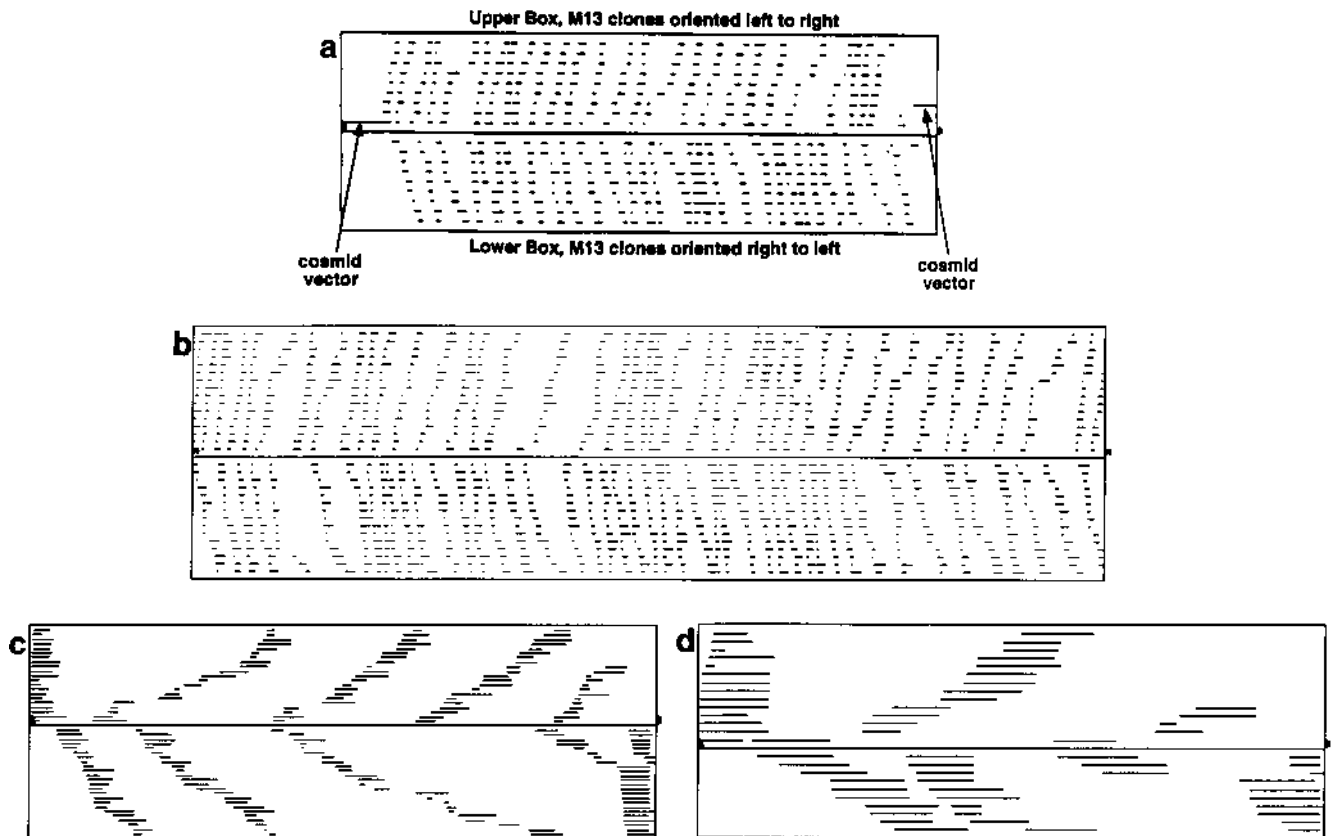 Upper Box, M13 clones oriented left to right
a
Lower Box, M13 clones oriented right to left
cosmid
vector
cosmid
vector
b
c
d